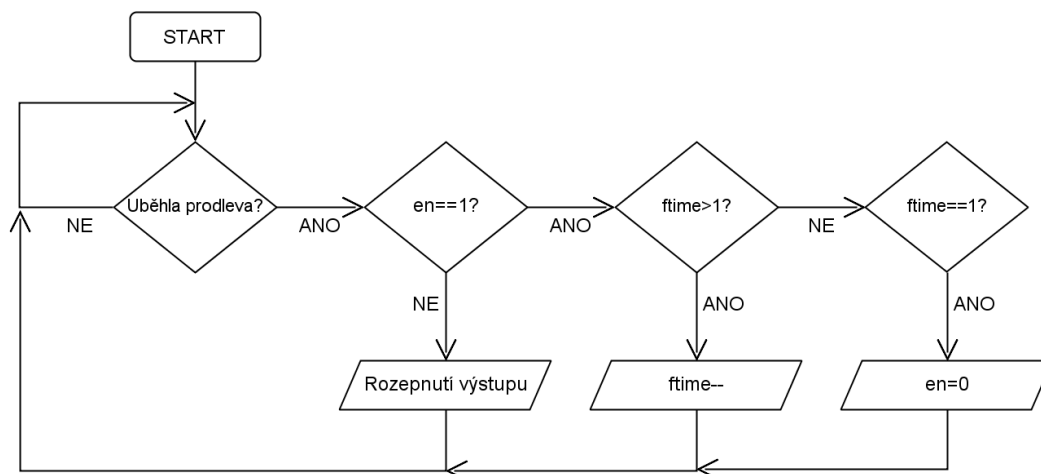 START
Uběhla prodleva?
NE
ANO
en==1?
ANO
ftime>1?
NE
ftime==1?
NE
ANO
ANO
Rozepnutí výstupu
ftime--
en=0